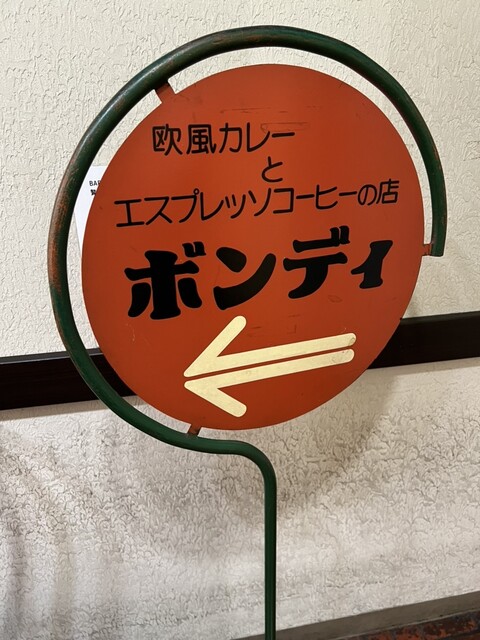 欧風カレー
と
エスプレッソコーヒーの店
ボンディ